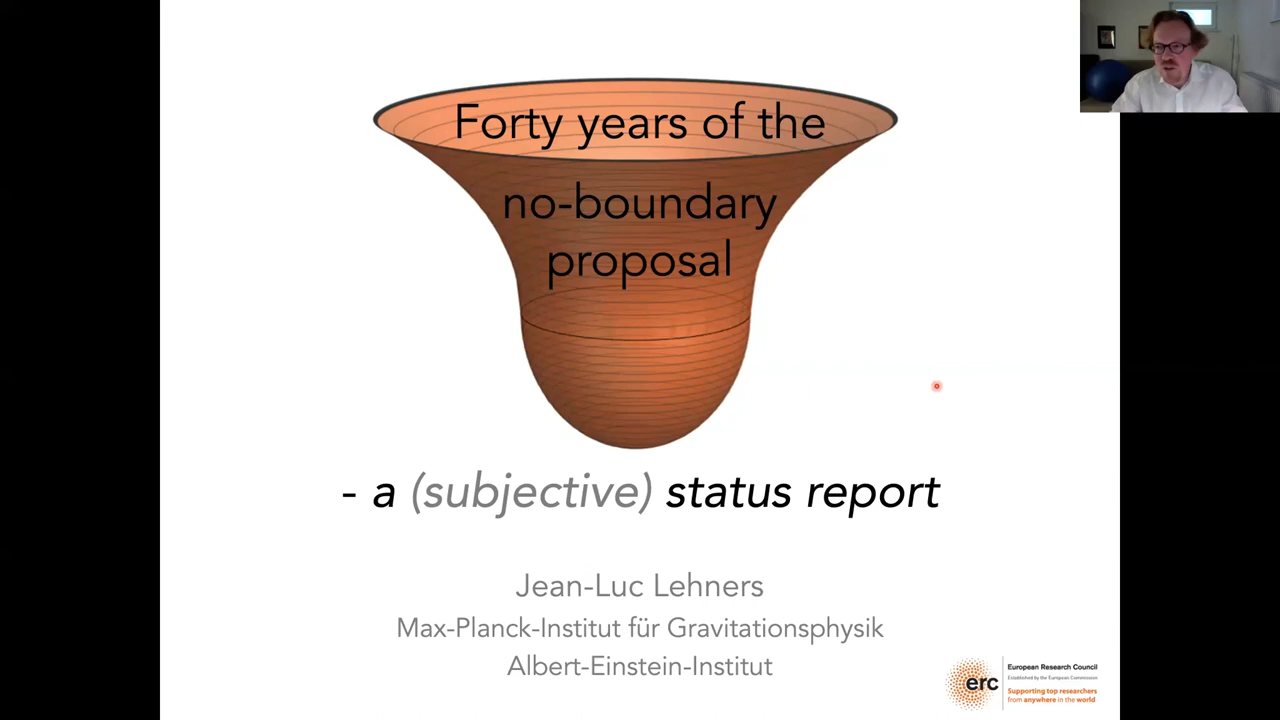 Forty years of the
no-boundary
proposal
- a (subjective) status report
Jean-Luc Lehners
Max-Planck-Institut für Gravitationsphysik
Albert-Einstein-Institut
erc
European Research Council
Established by the European Commission
Supporting top researchers
from anywhere in the world